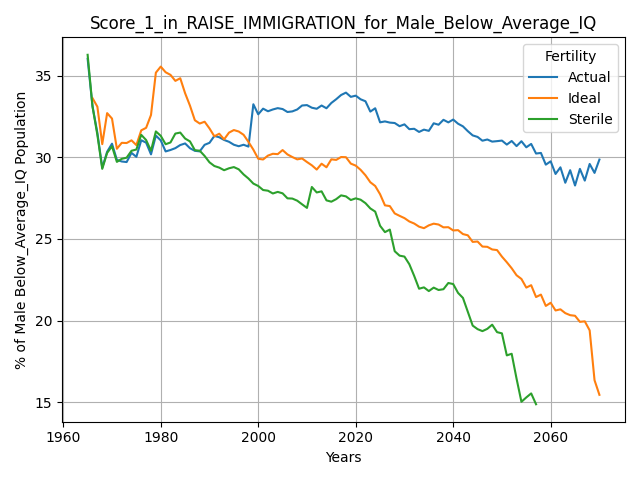 Score_1_in_RAISE_IMMIGRATION_for_Male_Below_Average_IQ
% of Male Below_Average_IQ Population
35
30
25
20
15
1960
1980
2000
2020
2040
2060
Years
Fertility
Actual
Ideal
Sterile